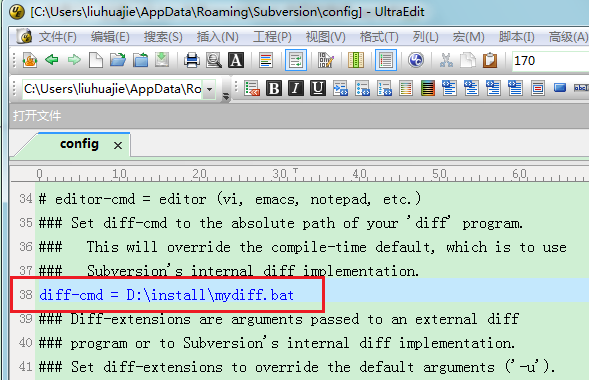 [C:\Users\liuhuajie\AppData\Roaming\Subversion\config] - UltraEdit
文件(F) 编辑(E) 搜索(S) 插入(N) 工程(P) 视图(V) 格式(T) 列(L) 宏(M) 脚本(I) 高级(A)
170
C:\Users\liuhuajie\AppData\Ro
打开文件
config
0 10 20 30 40 50 60
34 # editor-cmd = editor (vi, emacs, notepad, etc.)
35 ### Set diff-cmd to the absolute path of your 'diff' program.
36 ### This will override the compile-time default, which is to use
37 ### Subversion's internal diff implementation.
38 diff-cmd = D:\install\mydiff.bat
39 ### Diff-extensions are arguments passed to an external diff
40 ### program or to Subversion's internal diff implementation.
41 ### Set diff-extensions to override the default arguments ('-u').